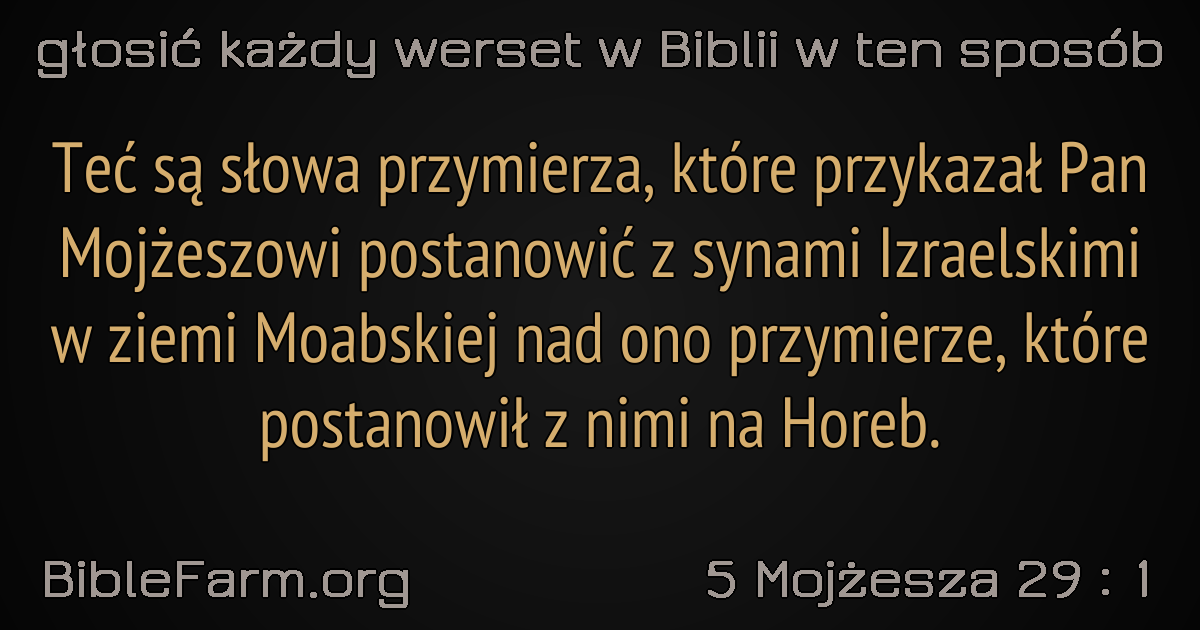 głosić każdy werset w Biblii w ten sposób
Teć są słowa przymierza, które przykazał Pan
Mojżeszowi postanowić z synami Izraelskimi
w ziemi Moabskiej nad ono przymierze, które
postanowił z nimi na Horeb.
BibleFarm.org
5 Mojżesza 29 : 1